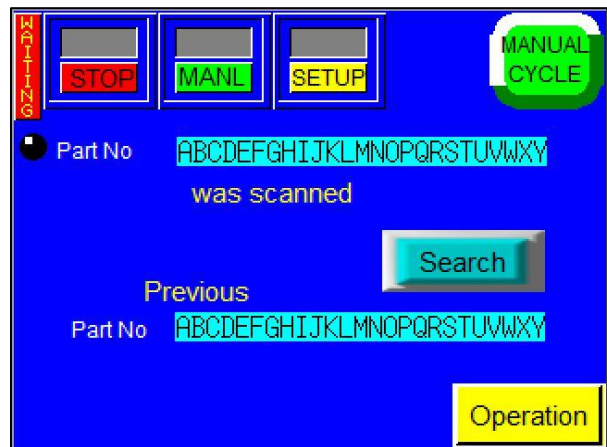 WAITING
STOP
MANL
SETUP
MANUAL
CYCLE
Part No ABCDEFGHIJKLMNOPQRSTUVWXY
was scanned
Search
Previous
Part No ABCDEFGHIJKLMNOPQRSTUVWXY
Operation